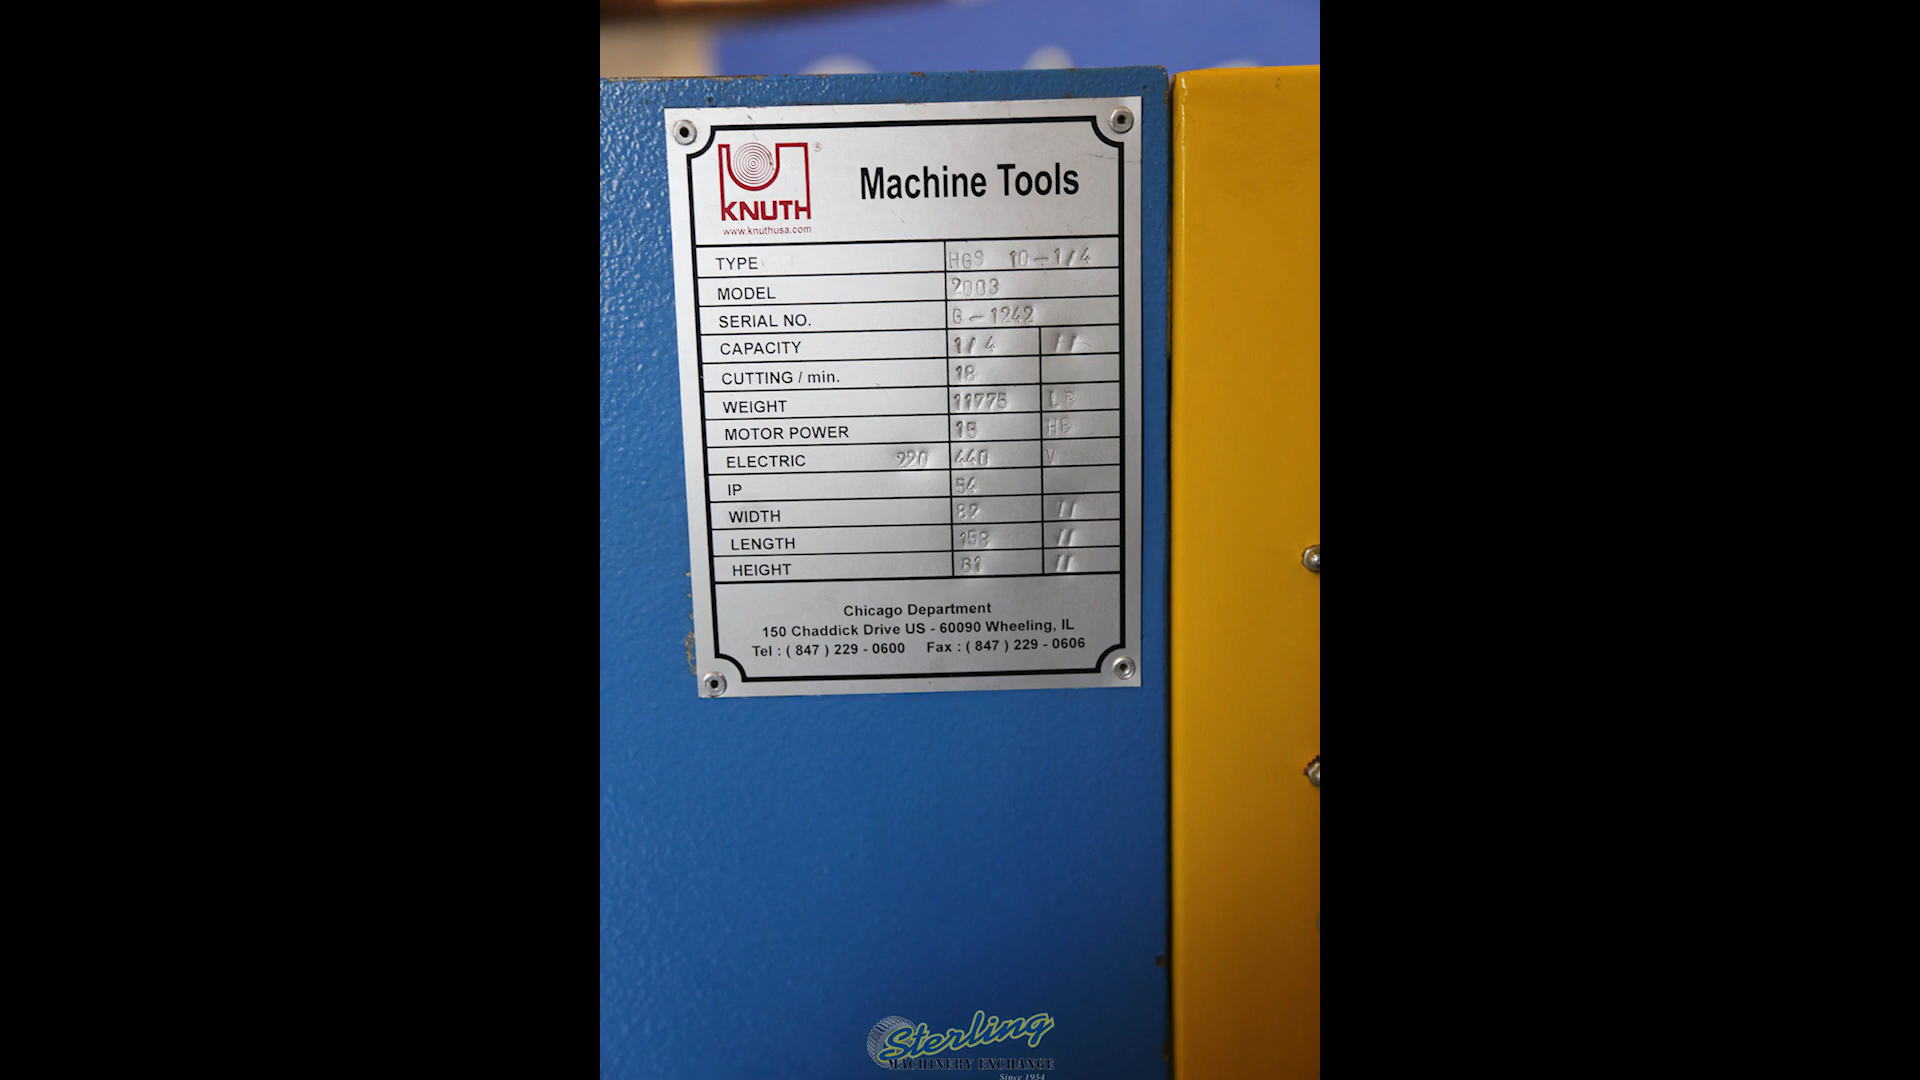 KNUTH ®
www.knuthusa.com
Machine Tools
TYPE HGS 10-1/4
MODEL 2003
SERIAL NO. G-1242
CAPACITY 1/4 "
CUTTING / min. 18
WEIGHT 11775 LB
MOTOR POWER 15 HP
ELECTRIC 220 440 V
IP 54
WIDTH 82 "
LENGTH 158 "
HEIGHT 61 "
Chicago Department
150 Chaddick Drive US - 60090 Wheeling, IL
Tel : ( 847 ) 229 - 0600 Fax : ( 847 ) 229 - 0606
Sterling
MACHINERY EXCHANGE
Since 1954